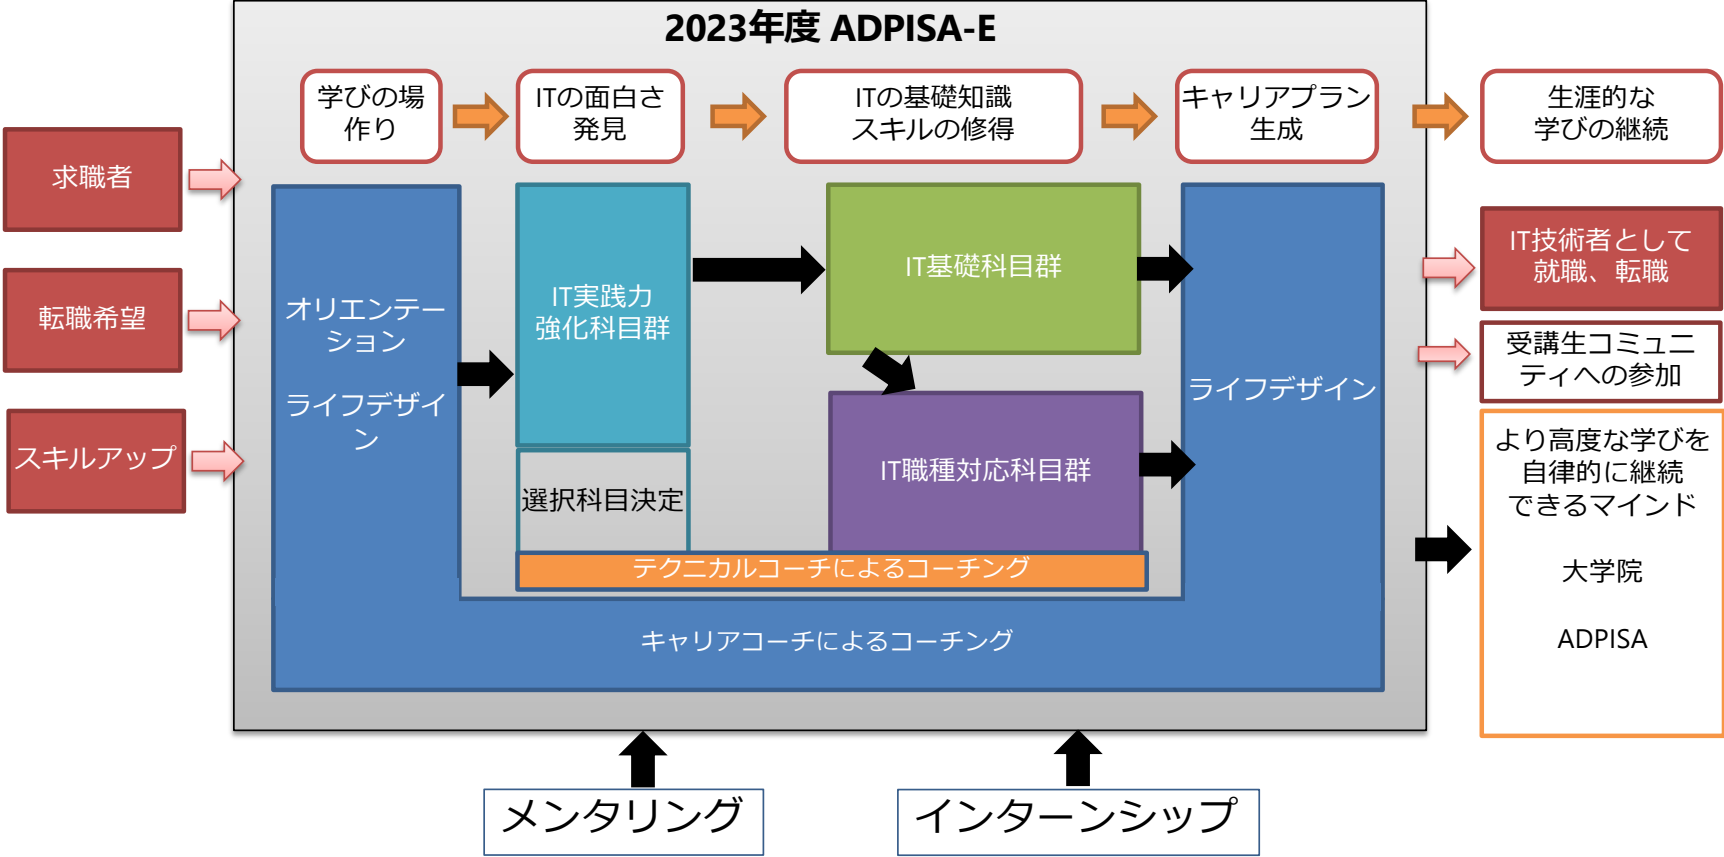 2023年度 ADPISA-E
学びの場
作り
ITの面白さ
発見
ITの基礎知識
スキルの修得
キャリアプラン
生成
生涯的な
学びの継続
求職者
転職希望
スキルアップ
オリエンテー
ション
ライフデザイ
ン
IT実践力
強化科目群
選択科目決定
IT基礎科目群
IT職種対応科目群
ライフデザイン
テクニカルコーチによるコーチング
キャリアコーチによるコーチング
IT技術者として
就職、転職
受講生コミュニ
ティへの参加
より高度な学びを
自律的に継続
できるマインド
大学院
ADPISA
メンタリング
インターンシップ